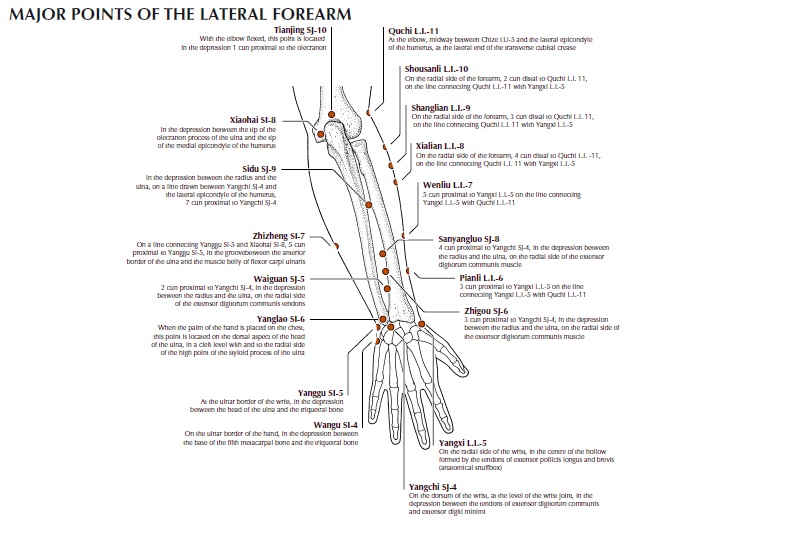 MAJOR POINTS OF THE LATERAL FOREARM
Tianjing SJ-10
With the elbow flexed, this point is located
in the depression 1 cun proximal to the olecranon
Quchi L.I.-11
At the elbow, midway between Chize LU-5 and the lateral epicondyle
of the humerus, at the lateral end of the transverse cubital crease
Shousanli L.I.-10
On the radial side of the forearm, 2 cun distal to Quchi L.I. 11,
on the line connecting Quchi L.I.-11 with Yangxi L.I.-5
Shanglian L.I.-9
On the radial side of the forearm, 3 cun distal to Quchi L.I. 11,
on the line connecting Quchi L.I. 11 with Yangxi L.I.-5
Xiaohai SI-8
In the depression between the tip of the
olecranon process of the ulna and the tip
of the medial epicondyle of the humerus
Xialian L.I.-8
On the radial side of the forearm, 4 cun distal to Quchi L.I. -11,
on the line connecting Quchi L.I. 11 with Yangxi L.I.-5
Sidu SJ-9
In the depression between the radius and the
ulna, on a line drawn between Yangchi SJ-4 and
the lateral epicondyle of the humerus,
7 cun proximal to Yangchi SJ-4
Wenliu L.I.-7
5 cun proximal to Yangxi L.I.-5 on the line connecting
Yangxi L.I.-5 with Quchi L.I.-11
Zhizheng SI-7
On a line connecting Yanggu SI-5 and Xiaohai SI-8, 5 cun
proximal to Yanggu SI-5, in the groovebetween the anterior
border of the ulna and the muscle belly of flexor carpi ulnaris
Sanyangluo SJ-8
4 cun proximal to Yangchi SJ-4, in the depression between
the radius and the ulna, on the radial side of the extensor
digitorum communis muscle
Waiguan SJ-5
2 cun proximal to Yangchi SJ-4, in the depression
between the radius and the ulna, on the radial side
of the extensor digitorum communis tendons
Pianli L.I.-6
3 cun proximal to Yangxi L.I.-5 on the line
connecting Yangxi L.I.-5 with Quchi L.I.-11
Zhigou SJ-6
3 cun proximal to Yangchi SJ-4, in the depression
between the radius and the ulna, on the radial side of
the extensor digitorum communis muscle
Yanglao SI-6
When the palm of the hand is placed on the chest,
this point is located on the dorsal aspect of the head
of the ulna, in a cleft level with and to the radial side
of the high point of the styloid process of the ulna
Yanggu SI-5
At the ulnar border of the wrist, in the depression
between the head of the ulna and the triquetral bone
Wangu SI-4
On the ulnar border of the hand, in the depression between
the base of the fifth metacarpal bone and the triquetral bone
Yangxi L.I.-5
On the radial side of the wrist, in the centre of the hollow
formed by the tendons of extensor pollicis longus and brevis
(anatomical snuffbox)
Yangchi SJ-4
On the dorsum of the wrist, at the level of the wrist joint, in the
depression between the tendons of extensor digitorum communis
and extensor digiti minimi